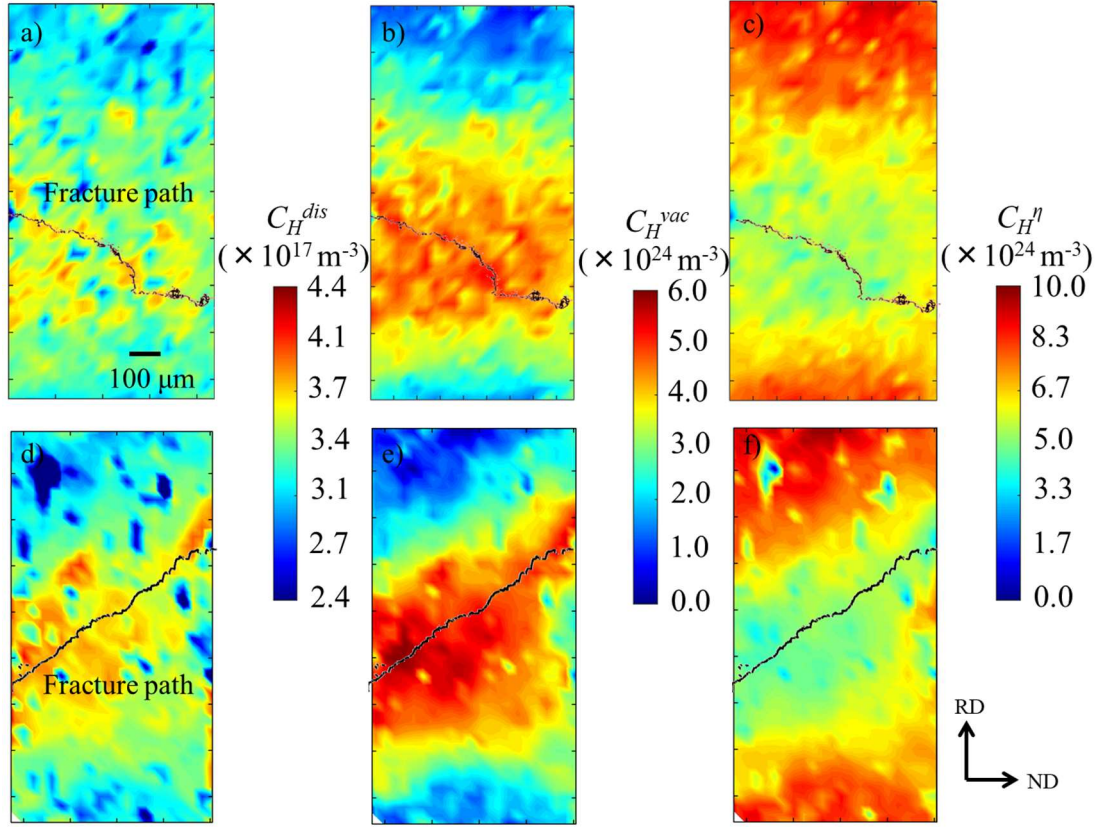 a)
b)
c)
Fracture path
C_H^dis
(× 10^17 m^-3)
4.4
4.1
3.7
3.4
3.1
2.7
2.4
C_H^vac
(× 10^24 m^-3)
6.0
5.0
4.0
3.0
2.0
1.0
0.0
C_H^η
(× 10^24 m^-3)
10.0
8.3
6.7
5.0
3.3
1.7
0.0
100 μm
d)
e)
f)
Fracture path
RD
ND